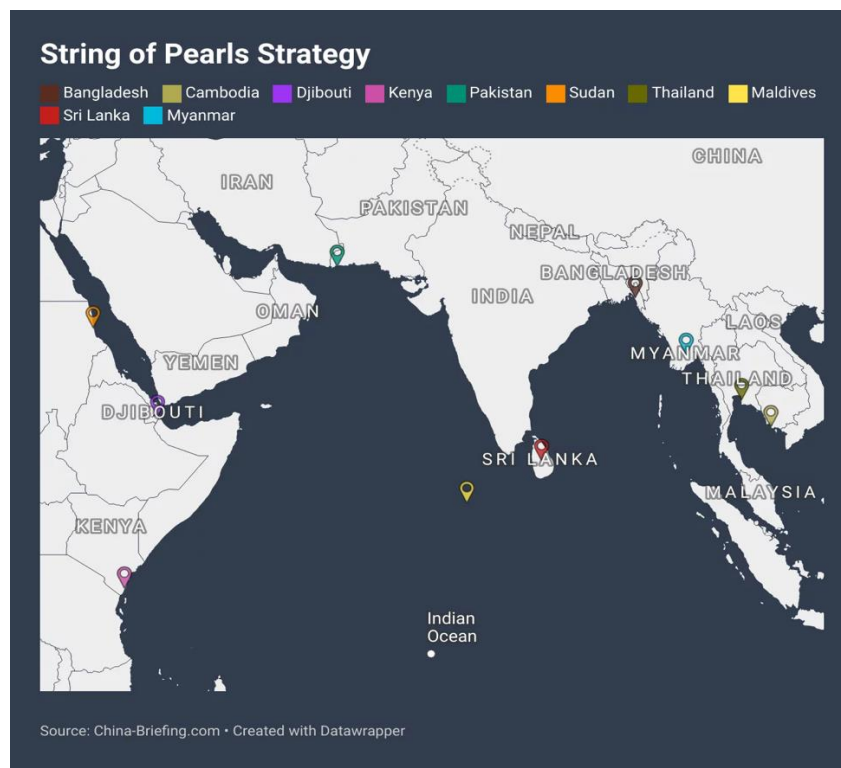 String of Pearls Strategy
Bangladesh Cambodia Djibouti Kenya Pakistan Sudan Thailand Maldives
Sri Lanka Myanmar
CHINA
IRAN
PAKISTAN
NEPAL
BANGLADESH
INDIA
OMAN
LAOS
MYANMAR
YEMEN
THAILAND
DJIBOUTI
SRI LANKA
MALAYSIA
KENYA
Indian
Ocean
Source: China-Briefing.com • Created with Datawrapper